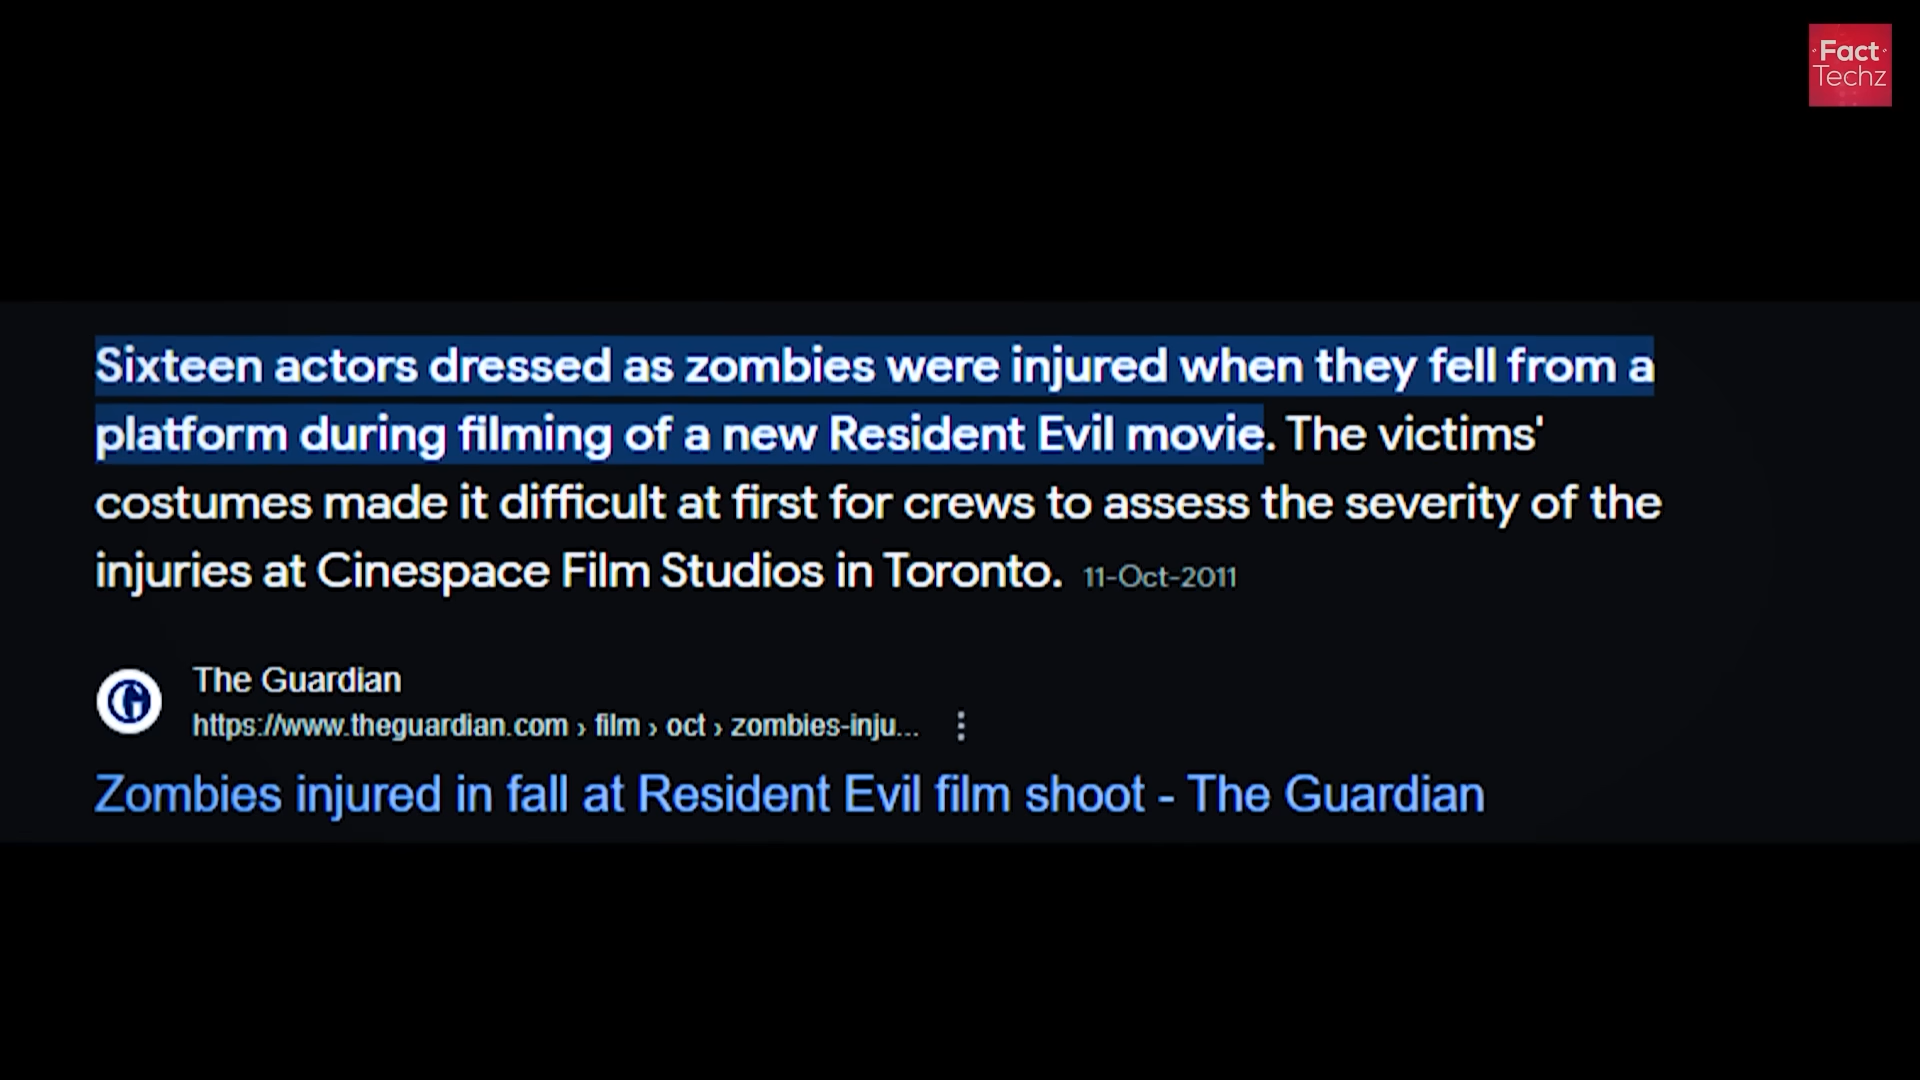 Fact
Techz
Sixteen actors dressed as zombies were injured when they fell from a
platform during filming of a new Resident Evil movie. The victims'
costumes made it difficult at first for crews to assess the severity of the
injuries at Cinespace Film Studios in Toronto. 11-Oct-2011
The Guardian
https://www.theguardian.com › film › oct › zombies-inju...
Zombies injured in fall at Resident Evil film shoot - The Guardian